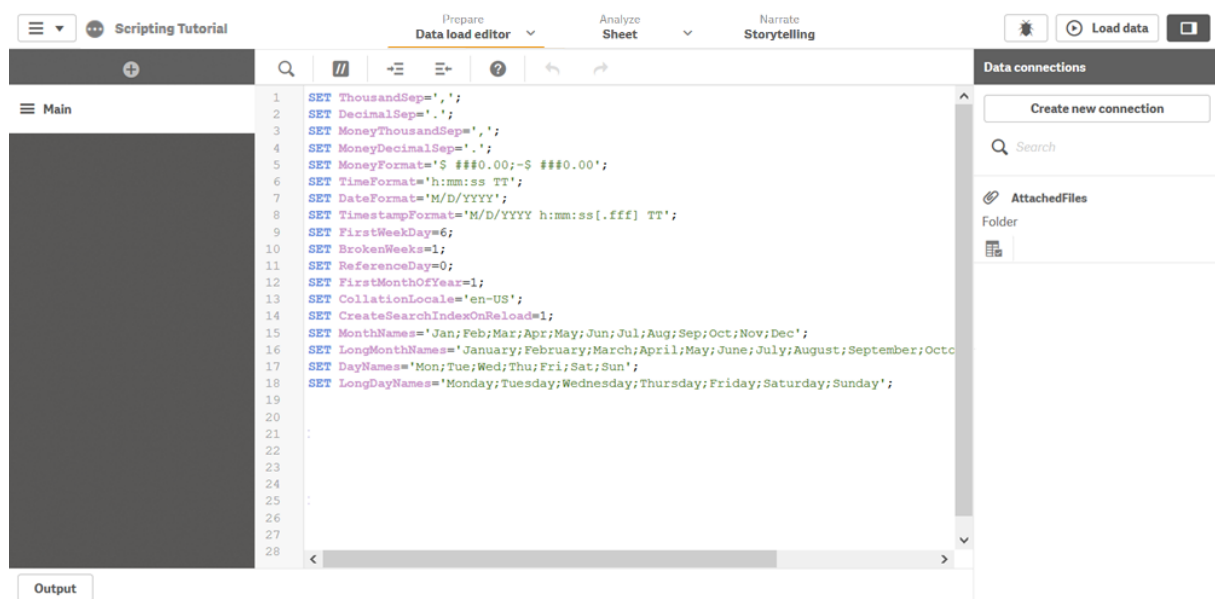 Scripting Tutorial
Prepare
Data load editor
Analyze
Sheet
Narrate
Storytelling
Load data
Main
1 SET ThousandSep=',';
2 SET DecimalSep='.';
3 SET MoneyThousandSep=',';
4 SET MoneyDecimalSep='.';
5 SET MoneyFormat='$ ###0.00;-$ ###0.00';
6 SET TimeFormat='h:mm:ss TT';
7 SET DateFormat='M/D/YYYY';
8 SET TimestampFormat='M/D/YYYY h:mm:ss[.fff] TT';
9 SET FirstWeekDay=6;
10 SET BrokenWeeks=1;
11 SET ReferenceDay=0;
12 SET FirstMonthOfYear=1;
13 SET CollationLocale='en-US';
14 SET CreateSearchIndexOnReload=1;
15 SET MonthNames='Jan;Feb;Mar;Apr;May;Jun;Jul;Aug;Sep;Oct;Nov;Dec';
16 SET LongMonthNames='January;February;March;April;May;June;July;August;September;Octo
17 SET DayNames='Mon;Tue;Wed;Thu;Fri;Sat;Sun';
18 SET LongDayNames='Monday;Tuesday;Wednesday;Thursday;Friday;Saturday;Sunday';
19
20
21
22
23
24
25
26
27
28
Data connections
Create new connection
Search
AttachedFiles
Folder
Output